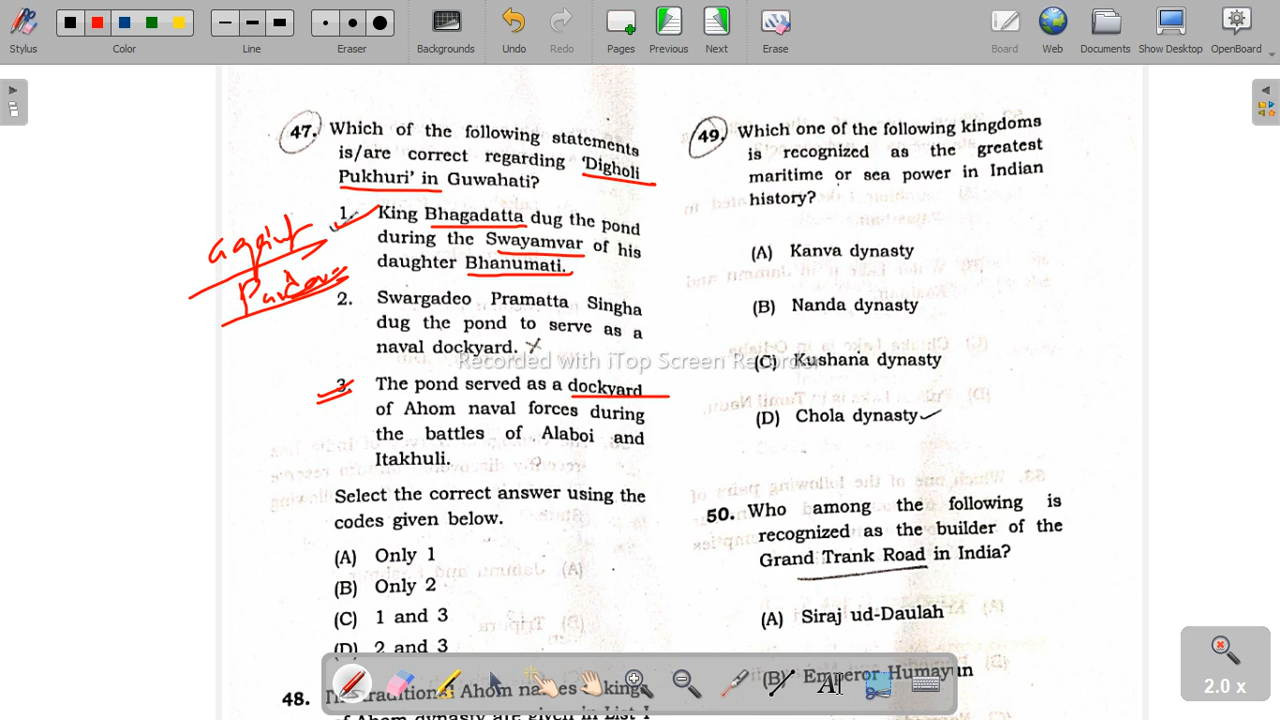 Stylus
Color
Line
Eraser
Backgrounds
Undo
Redo
Pages
Previous
Next
Erase
Board
Web
Documents
Show Desktop
OpenBoard
47. Which of the following statements
is/are correct regarding 'Digholi
Pukhuri' in Guwahati?
1. King Bhagadatta dug the pond
during the Swayamvar of his
daughter Bhanumati.
2. Swargadeo Pramatta Singha
dug the pond to serve as a
naval dockyard.
Recorded with iTop Screen Recorder
3. The pond served as a dockyard
of Ahom naval forces during
the battles of Alaboi and
Itakhuli.
Select the correct answer using the
codes given below.
(A) Only 1
(B) Only 2
(C) 1 and 3
(D) 2 and 3
48.
49. Which one of the following kingdoms
is recognized as the greatest
maritime or sea power in Indian
history?
(A) Kanva dynasty
(B) Nanda dynasty
(C) Kushana dynasty
(D) Chola dynasty
50. Who among the following is
recognized as the builder of the
Grand Trank Road in India?
(A) Siraj ud-Daulah
(B) Emperor Humayun
2.0 x